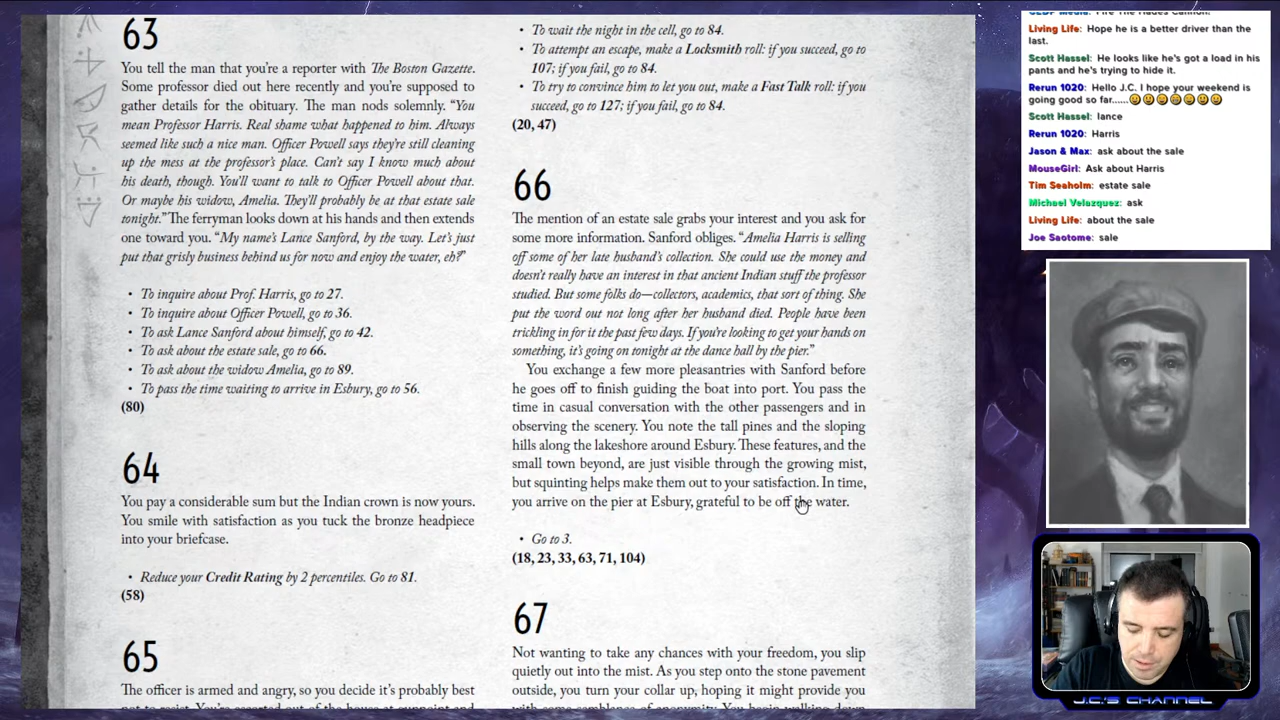 63
You tell the man that you're a reporter with The Boston Gazette.
Some professor died out here recently and you're supposed to
gather details for the obituary. The man nods solemnly. "You
mean Professor Harris. Real shame what happened to him. Always
seemed like such a nice man. Officer Powell says they're still cleaning
up the mess at the professor's place. Can't say I know much about
his death, though. You'll want to talk to Officer Powell about that.
Or maybe his widow, Amelia. They'll probably be at that estate sale
tonight." The ferryman looks down at his hands and then extends
one toward you. "My name's Lance Sanford, by the way. Let's just
put that grisly business behind us for now and enjoy the water, eh?"
• To inquire about Prof. Harris, go to 27.
• To inquire about Officer Powell, go to 36.
• To ask Lance Sanford about himself, go to 42.
• To ask about the estate sale, go to 66.
• To ask about the widow Amelia, go to 89.
• To pass the time waiting to arrive in Esbury, go to 56.
(80)
64
You pay a considerable sum but the Indian crown is now yours.
You smile with satisfaction as you tuck the bronze headpiece
into your briefcase.
• Reduce your Credit Rating by 2 percentiles. Go to 81.
(58)
65
The officer is armed and angry, so you decide it's probably best
• To wait the night in the cell, go to 84.
• To attempt an escape, make a Locksmith roll: if you succeed, go to
107; if you fail, go to 84.
• To try to convince him to let you out, make a Fast Talk roll: if you
succeed, go to 127; if you fail, go to 84.
(20, 47)
66
The mention of an estate sale grabs your interest and you ask for
some more information. Sanford obliges. "Amelia Harris is selling
off some of her late husband's collection. She could use the money and
doesn't really have an interest in that ancient Indian stuff the professor
studied. But some folks do—collectors, academics, that sort of thing. She
put the word out not long after her husband died. People have been
trickling in for it the past few days. If you're looking to get your hands on
something, it's going on tonight at the dance hall by the pier."
You exchange a few more pleasantries with Sanford before
he goes off to finish guiding the boat into port. You pass the
time in casual conversation with the other passengers and in
observing the scenery. You note the tall pines and the sloping
hills along the lakeshore around Esbury. These features, and the
small town beyond, are just visible through the growing mist,
but squinting helps make them out to your satisfaction. In time,
you arrive on the pier at Esbury, grateful to be off the water.
• Go to 3.
(18, 23, 33, 63, 71, 104)
67
Not wanting to take any chances with your freedom, you slip
quietly out into the mist. As you step onto the stone pavement
outside, you turn your collar up, hoping it might provide you
Living Life: Hope he is a better driver than the
last.
Scott Hassel: He looks like he's got a load in his
pants and he's trying to hide it.
Rerun 1020: Hello J.C. I hope your weekend is
going good so far......
Scott Hassel: lance
Rerun 1020: Harris
Jason & Max: ask about the sale
MouseGirl: Ask about Harris
Tim Seaholm: estate sale
Michael Velazquez: ask
Living Life: about the sale
Joe Saotome: sale
J.C.'S CHANNEL